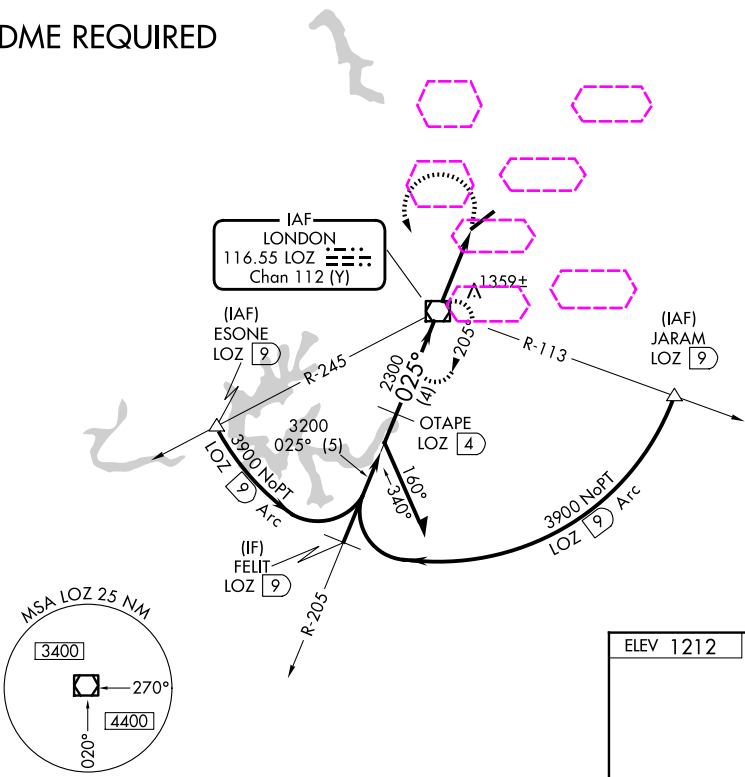 DME REQUIRED
IAF
LONDON
116.55 LOZ
Chan 112 (Y)
1359±
(IAF)
ESONE
LOZ 9
(IAF)
JARAM
LOZ 9
R-245
R-113
205°
2300
025°
(4)
OTAPE
LOZ 4
3200
025° (5)
3900 NoPT
LOZ 9 Arc
160°
340°
3900 NoPT
LOZ 9 Arc
(IF)
FELIT
LOZ 9
R-205
MSA LOZ 25 NM
3400
270°
4400
020°
ELEV 1212